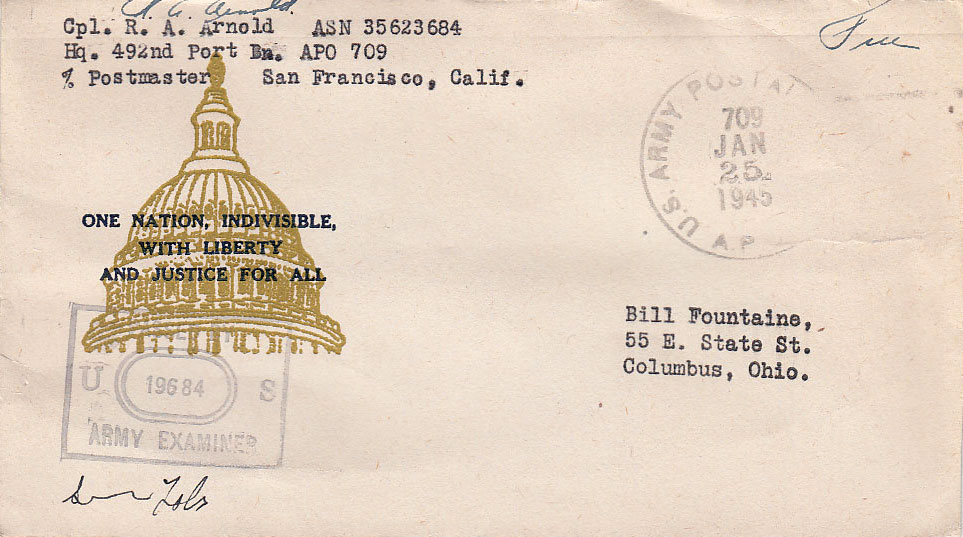 R. A. Arnold.
Cpl. R. A. Arnold ASN 35623684
Hq. 492nd Port Bn. APO 709
% Postmaster San Francisco, Calif.
Free
U.S. ARMY POSTAL
A.P.
709
JAN
25
1945
ONE NATION, INDIVISIBLE,
WITH LIBERTY
AND JUSTICE FOR ALL
Bill Fountaine,
55 E. State St.
Columbus, Ohio.
U S
19684
ARMY EXAMINER